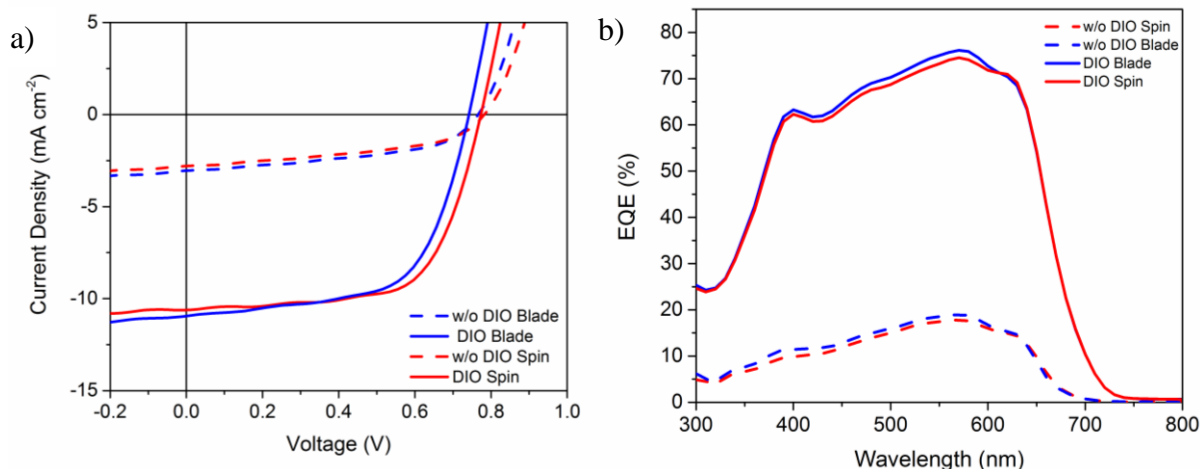 a)
Current Density (mA cm⁻²)
5
0
-5
-10
-15
-0.2
0.0
0.2
0.4
0.6
0.8
1.0
Voltage (V)
w/o DIO Blade
DIO Blade
w/o DIO Spin
DIO Spin
b)
EQE (%)
80
70
60
50
40
30
20
10
0
300
400
500
600
700
800
Wavelength (nm)
w/o DIO Spin
w/o DIO Blade
DIO Blade
DIO Spin